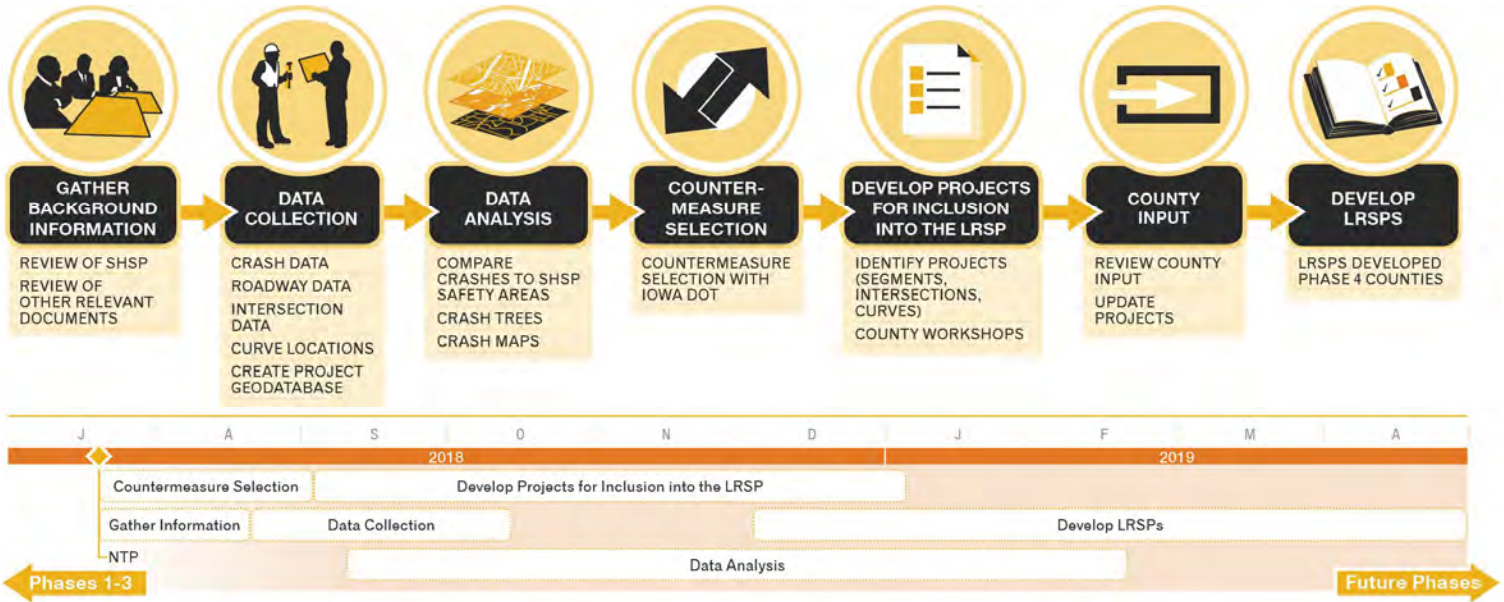 GATHER
BACKGROUND
INFORMATION
REVIEW OF SHSP
REVIEW OF
OTHER RELEVANT
DOCUMENTS
DATA
COLLECTION
CRASH DATA
ROADWAY DATA
INTERSECTION
DATA
CURVE LOCATIONS
CREATE PROJECT
GEODATABASE
DATA
ANALYSIS
COMPARE
CRASHES TO SHSP
SAFETY AREAS
CRASH TREES
CRASH MAPS
COUNTER-
MEASURE
SELECTION
COUNTERMEASURE
SELECTION WITH
IOWA DOT
DEVELOP PROJECTS
FOR INCLUSION
INTO THE LRSP
IDENTIFY PROJECTS
(SEGMENTS,
INTERSECTIONS,
CURVES)
COUNTY WORKSHOPS
COUNTY
INPUT
REVIEW COUNTY
INPUT
UPDATE
PROJECTS
DEVELOP
LRSPS
LRSPS DEVELOPED
PHASE 4 COUNTIES
J A S O N D J F M A
2018 2019
Countermeasure Selection Develop Projects for Inclusion into the LRSP
Gather Information Data Collection Develop LRSPs
NTP Data Analysis
Phases 1-3 Future Phases